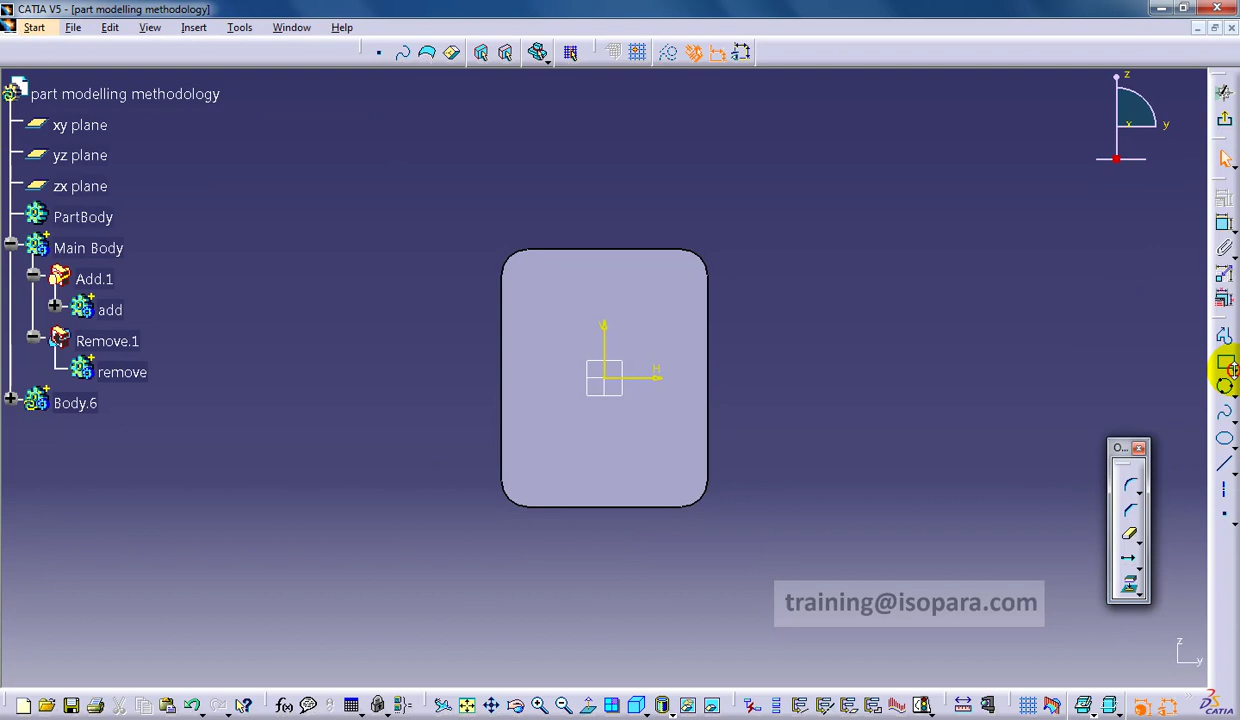 CATIA V5 - [part modelling methodology]
Start File Edit View Insert Tools Window Help
part modelling methodology
xy plane
yz plane
zx plane
PartBody
Main Body
Add.1
add
Remove.1
remove
Body.6
z
x
y
V
H
O...
training@isopara.com
z
y
f(x)
CATIA